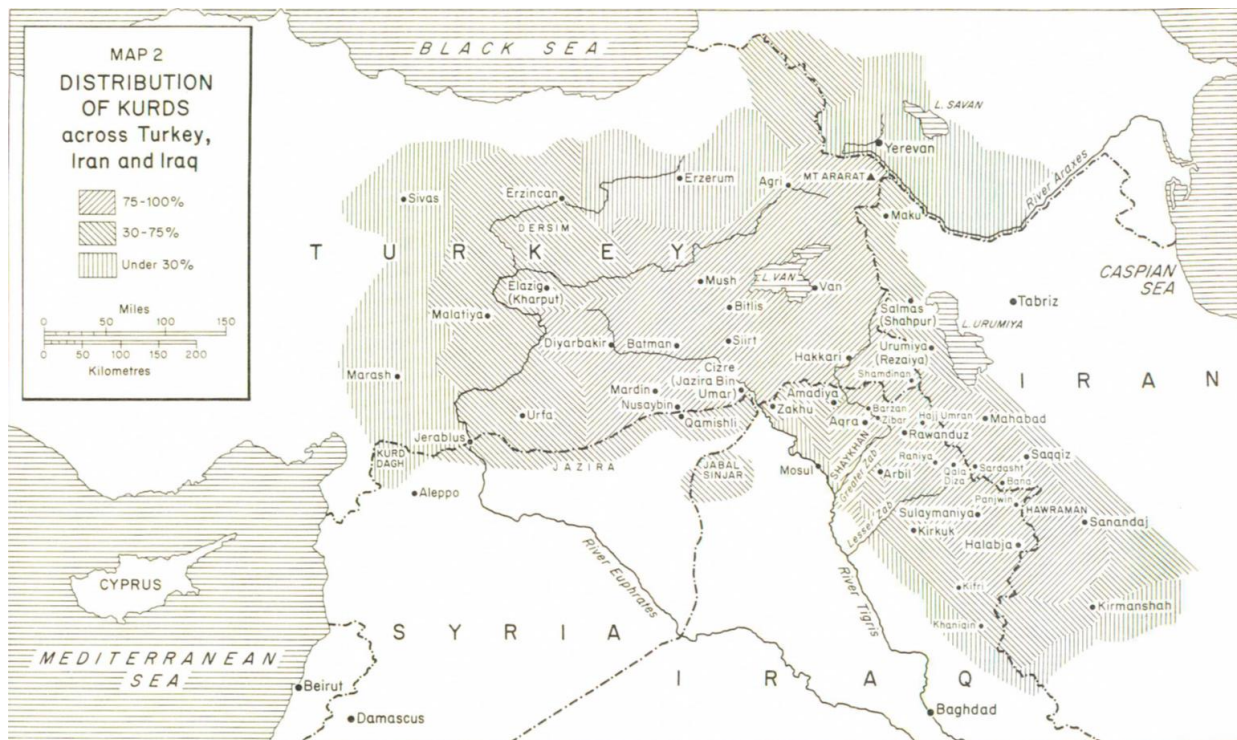 MAP 2
DISTRIBUTION
OF KURDS
across Turkey,
Iran and Iraq
75-100%
30-75%
Under 30%
Miles
0 50 100 150
0 50 100 150 200
Kilometres
BLACK SEA
L. SAVAN
Yerevan
River Araxes
MT ARARAT
Agri
Erzerum
Erzincan
Sivas
DERSIM
Maku
TURKEY
CASPIAN
SEA
Tabriz
L. VAN
Van
Mush
Bitlis
Elazig
(Kharput)
Malatiya
Salmas
(Shahpur)
L. URUMIYA
Urumiya
(Rezaiya)
Diyarbakir
Batman
Siirt
Hakkari
Shamdinan
IRAN
Marash
Cizre
(Jazira Bin
Umar)
Mardin
Nusaybin
Qamishli
Amadiya
Zakhu
Barzan
Zibar
Hajj Umran
Mahabad
Urfa
Aqra
Rawanduz
Jerablus
KURD
DAGH
JAZIRA
JABAL
SINJAR
Mosul
SHAYKHAN
Greater Zab
Arbil
Raniya
Qala
Diza
Sardasht
Saqqiz
Bana
Aleppo
Panjwin
HAWRAMAN
Sulaymaniya
Sanandaj
Lesser Zab
Kirkuk
Halabja
CYPRUS
River Euphrates
River Tigris
Kifri
Kirmanshah
Khaniqin
SYRIA
MEDITERRANEAN
SEA
IRAQ
Beirut
Damascus
Baghdad